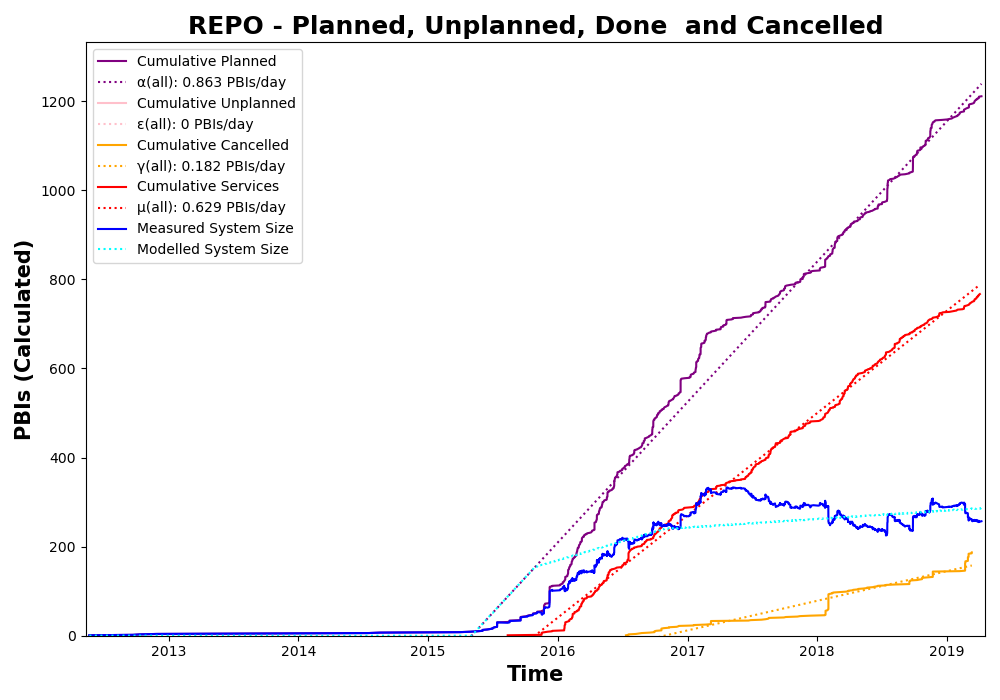 REPO - Planned, Unplanned, Done  and Cancelled
Cumulative Planned
α(all): 0.863 PBIs/day
Cumulative Unplanned
ε(all): 0 PBIs/day
Cumulative Cancelled
γ(all): 0.182 PBIs/day
Cumulative Services
μ(all): 0.629 PBIs/day
Measured System Size
Modelled System Size
PBIs (Calculated)
1200
1000
800
600
400
200
0
2013 2014 2015 2016 2017 2018 2019
Time